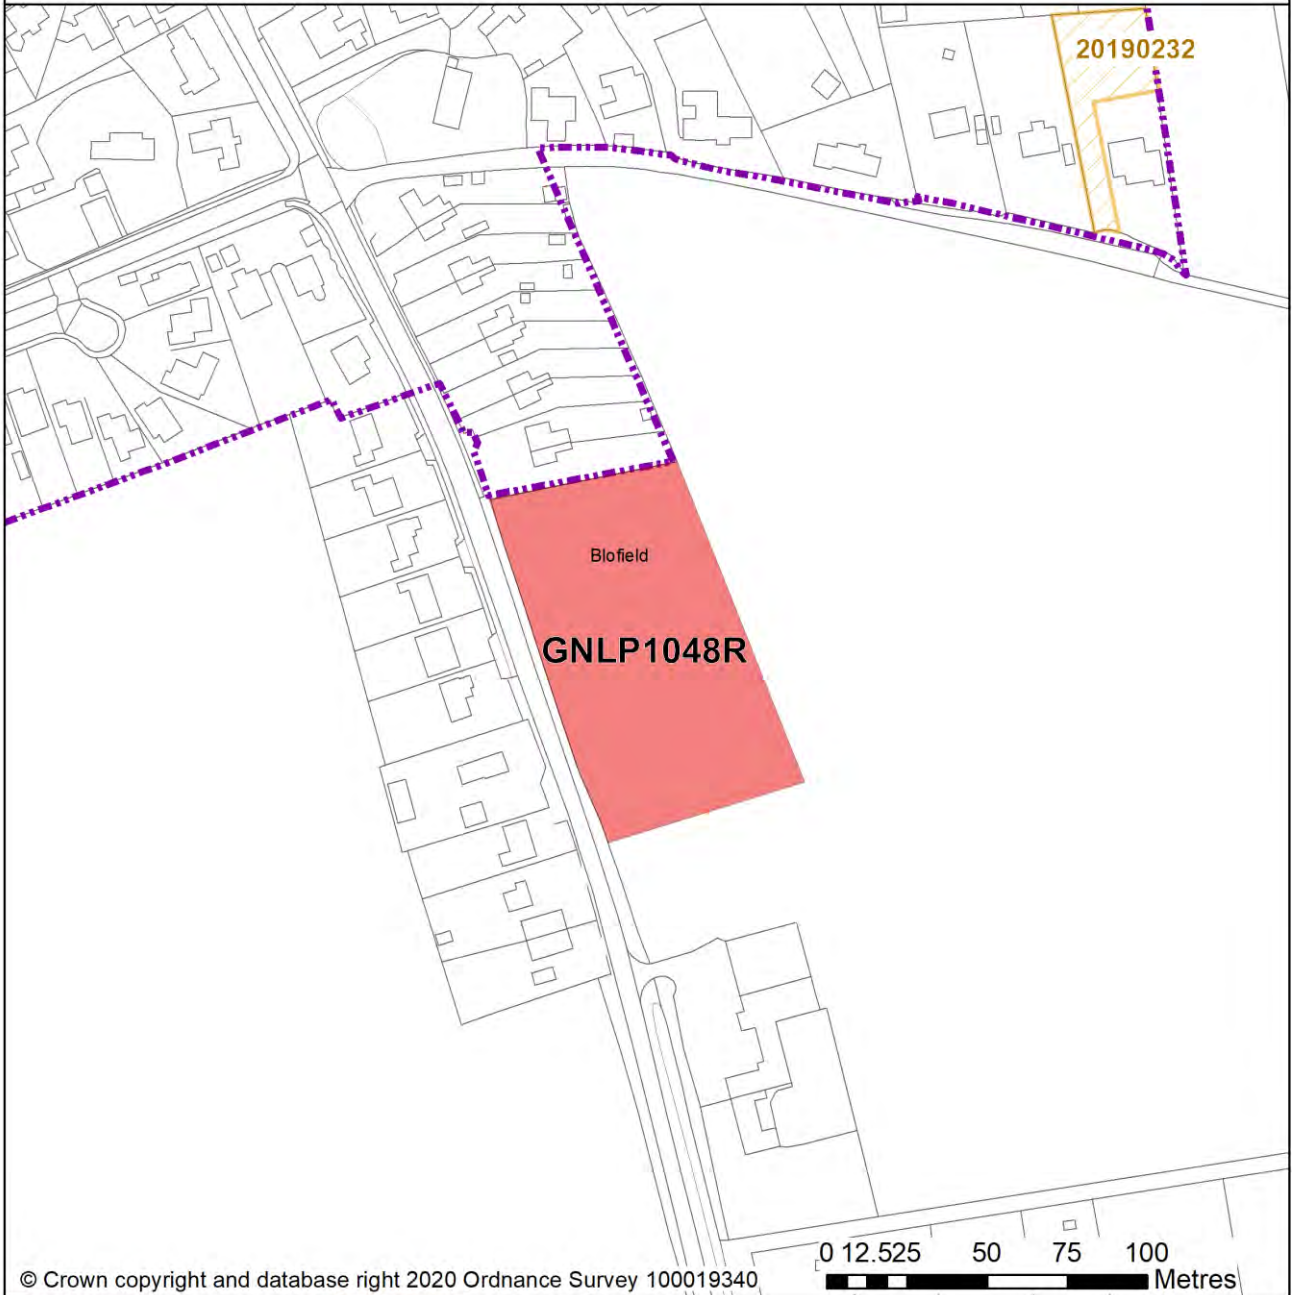 20190232
Blofield
GNLP1048R
0 12.525 50 75 100
Metres
© Crown copyright and database right 2020 Ordnance Survey 100019340